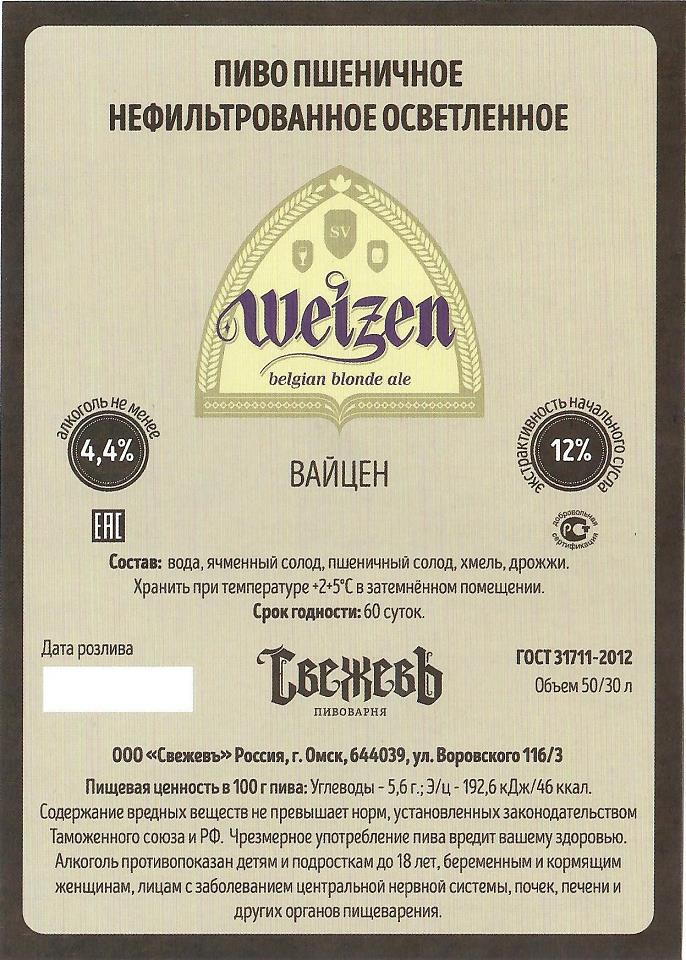 ПИВО ПШЕНИЧНОЕ
НЕФИЛЬТРОВАННОЕ ОСВЕТЛЕННОЕ
SV
Weizen
belgian blonde ale
алкоголь не менее
4,4%
экстрактивность начального сусла
12%
ВАЙЦЕН
ЕАС
добровольная
РСТ
сертификация
Состав: вода, ячменный солод, пшеничный солод, хмель, дрожжи.
Хранить при температуре +2+5°С в затемнённом помещении.
Срок годности: 60 суток.
Дата розлива
СвежевЪ
ПИВОВАРНЯ
ГОСТ 31711-2012
Объем 50/30 л
ООО «Свежевъ» Россия, г. Омск, 644039, ул. Воровского 116/3
Пищевая ценность в 100 г пива: Углеводы - 5,6 г.; Э/ц - 192,6 кДж/46 ккал.
Содержание вредных веществ не превышает норм, установленных законодательством
Таможенного союза и РФ. Чрезмерное употребление пива вредит вашему здоровью.
Алкоголь противопоказан детям и подросткам до 18 лет, беременным и кормящим
женщинам, лицам с заболеванием центральной нервной системы, почек, печени и
других органов пищеварения.